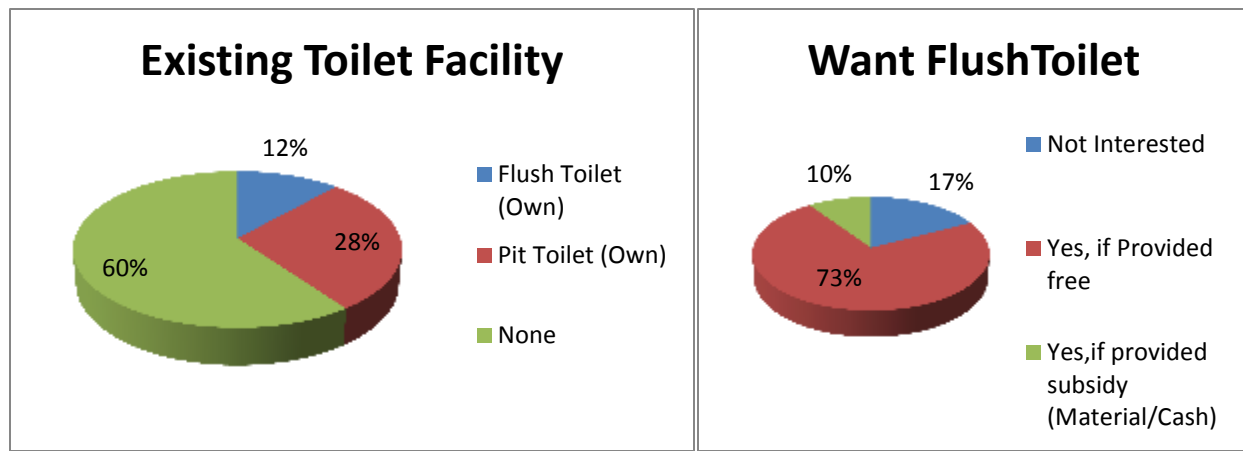 Existing Toilet Facility
12%
28%
60%
Flush Toilet
(Own)
Pit Toilet (Own)
None
Want FlushToilet
10%
17%
73%
Not Interested
Yes, if Provided
free
Yes,if provided
subsidy
(Material/Cash)